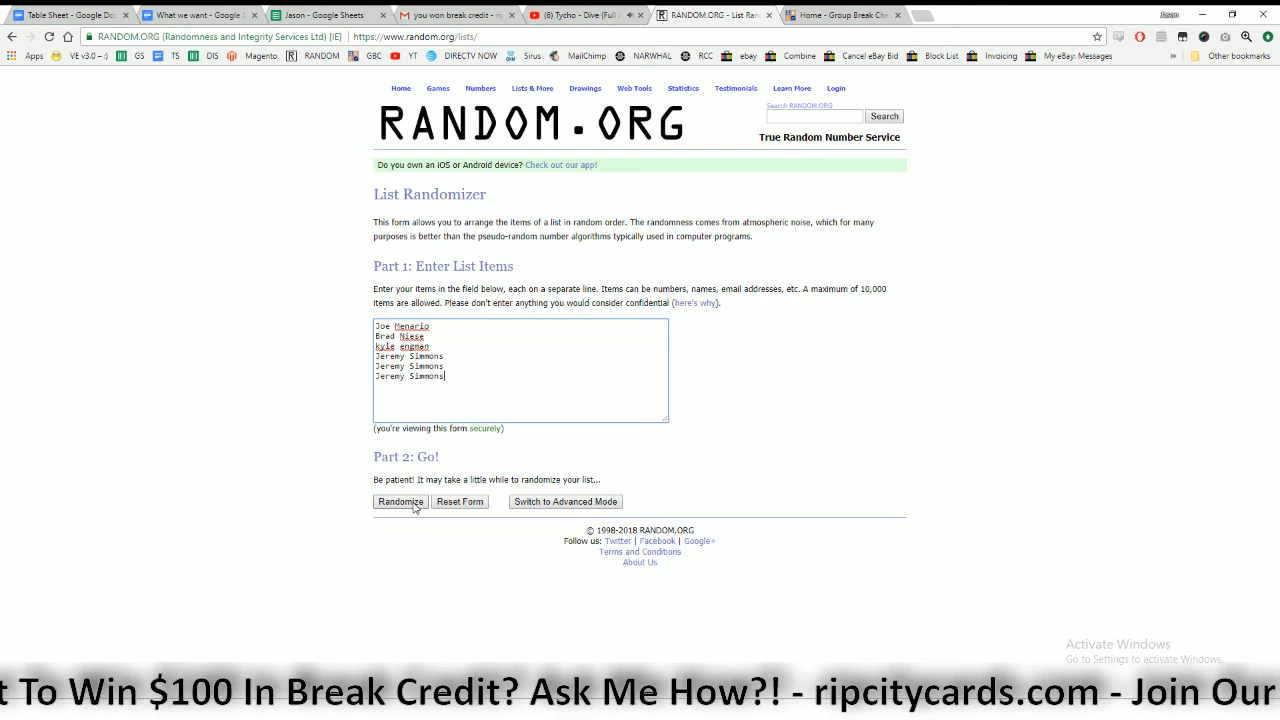 Table Sheet - Google Do
What we want - Google D
Jason - Google Sheets
you won break credit - ri
(6) Tycho - Dive (Full A
RANDOM.ORG - List Ran
Home - Group Break Che
Jason
RANDOM.ORG (Randomness and Integrity Services Ltd) [IE]
https://www.random.org/lists/
Apps
VE v3.0 – :)
GS
TS
DIS
Magento
RANDOM
GBC
YT
DIRECTV NOW
Sirus
MailChimp
NARWHAL
RCC
ebay
Combine
Cancel eBay Bid
Block List
Invoicing
My eBay: Messages
»
Other bookmarks
Home
Games
Numbers
Lists & More
Drawings
Web Tools
Statistics
Testimonials
Learn More
Login
RANDOM.ORG
Search RANDOM.ORG
Search
True Random Number Service
Do you own an iOS or Android device? Check out our app!
List Randomizer
This form allows you to arrange the items of a list in random order. The randomness comes from atmospheric noise, which for many
purposes is better than the pseudo-random number algorithms typically used in computer programs.
Part 1: Enter List Items
Enter your items in the field below, each on a separate line. Items can be numbers, names, email addresses, etc. A maximum of 10,000
items are allowed. Please don't enter anything you would consider confidential (here's why).
Joe Menario
Brad Niese
kyle engman
Jeremy Simmons
Jeremy Simmons
Jeremy Simmons
(you're viewing this form securely)
Part 2: Go!
Be patient! It may take a little while to randomize your list...
Randomize
Reset Form
Switch to Advanced Mode
© 1998-2018 RANDOM.ORG
Follow us: Twitter | Facebook | Google+
Terms and Conditions
About Us
Activate Windows
Go to Settings to activate Windows.
t To Win $100 In Break Credit? Ask Me How?! - ripcitycards.com - Join Our